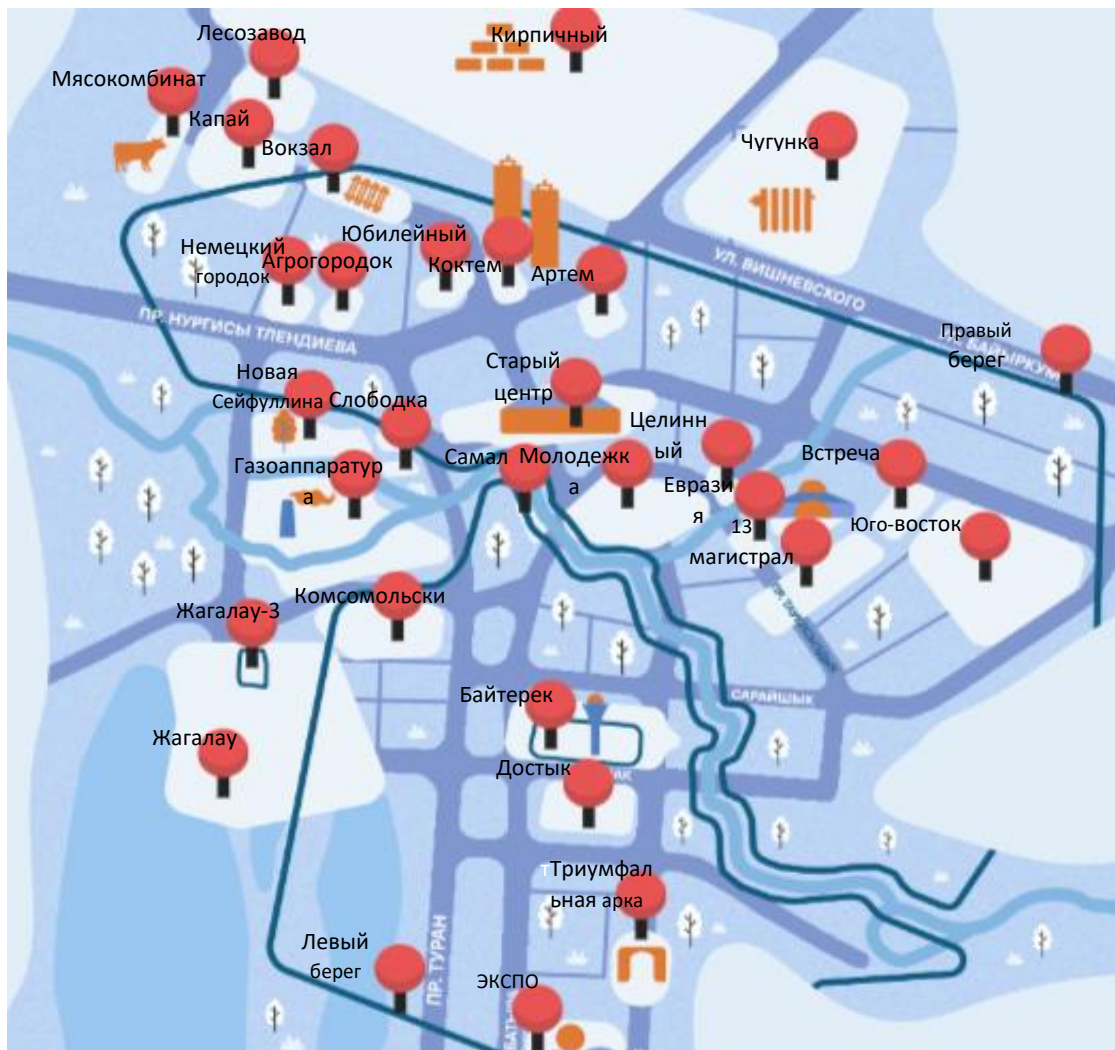 Лесозавод
Кирпичный
Мясокомбинат
Капай
Вокзал
Чугунка
Юбилейный
Немецкий
городок
Агрогородок
Коктем
Артем
УЛ. ВИШНЕВСКОГО
ПР. НУРГИСЫ ТЛЕНДИЕВА
Правый
берег
Старый
центр
Новая
Сейфуллина
Слободка
Целинн
ый
Самал
Молодежк
а
Встреча
Газоаппаратур
а
Еврази
я
13
магистрал
Юго-восток
Комсомольски
Жагалау-3
САРАЙШЫК
Байтерек
Жагалау
Достык
Триумфал
ьная арка
ПР. ТУРАН
Левый
берег
ЭКСПО